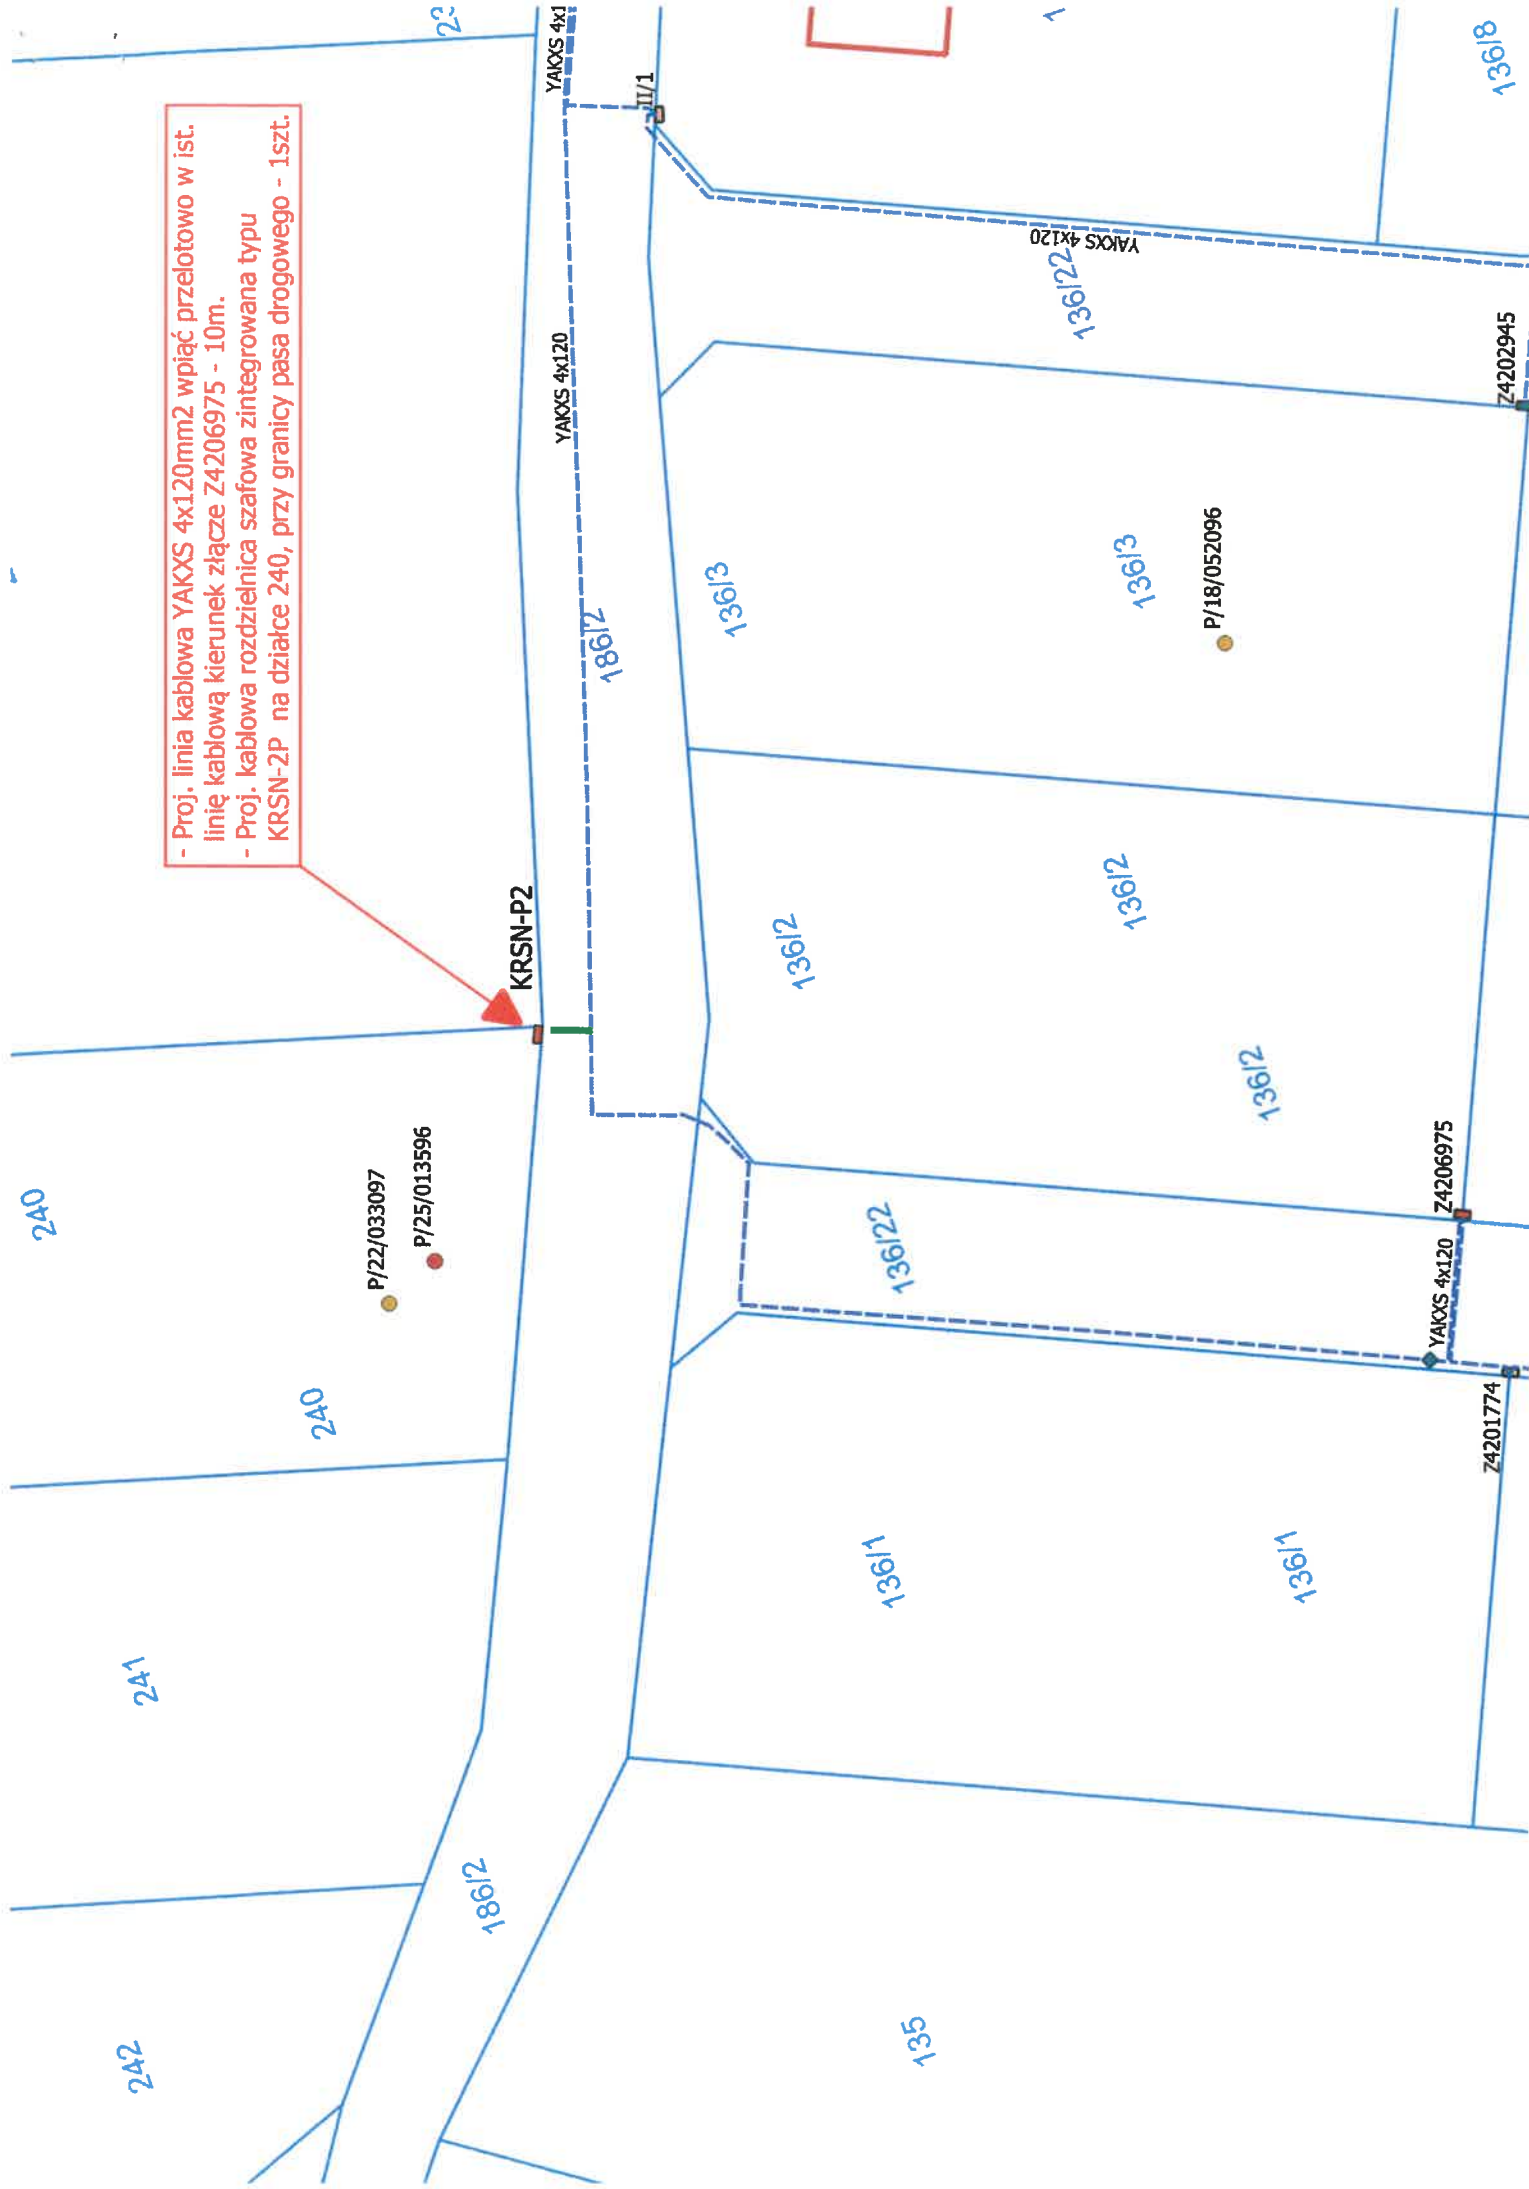 - Proj. linia kablowa YAKXS 4x120mm2 wpiąć przelotowo w ist.
linię kablową kierunek złącze Z4206975 - 10m.
- Proj. kablowa rozdzielnica szafowa zintegrowana typu
KRSN-2P na działce 240, przy granicy pasa drogowego - 1szt.
242
241
240
240
P/22/033097
P/25/013596
KRSN-P2
23
YAKXS 4x1
II/1
YAKXS 4x120
186/2
186/2
136/3
136/3
P/18/052096
YAKXS 4x120
136/22
1
136/8
Z4202945
136/2
136/2
136/2
136/22
Z4206975
YAKXS 4x120
Z4201774
136/1
136/1
135